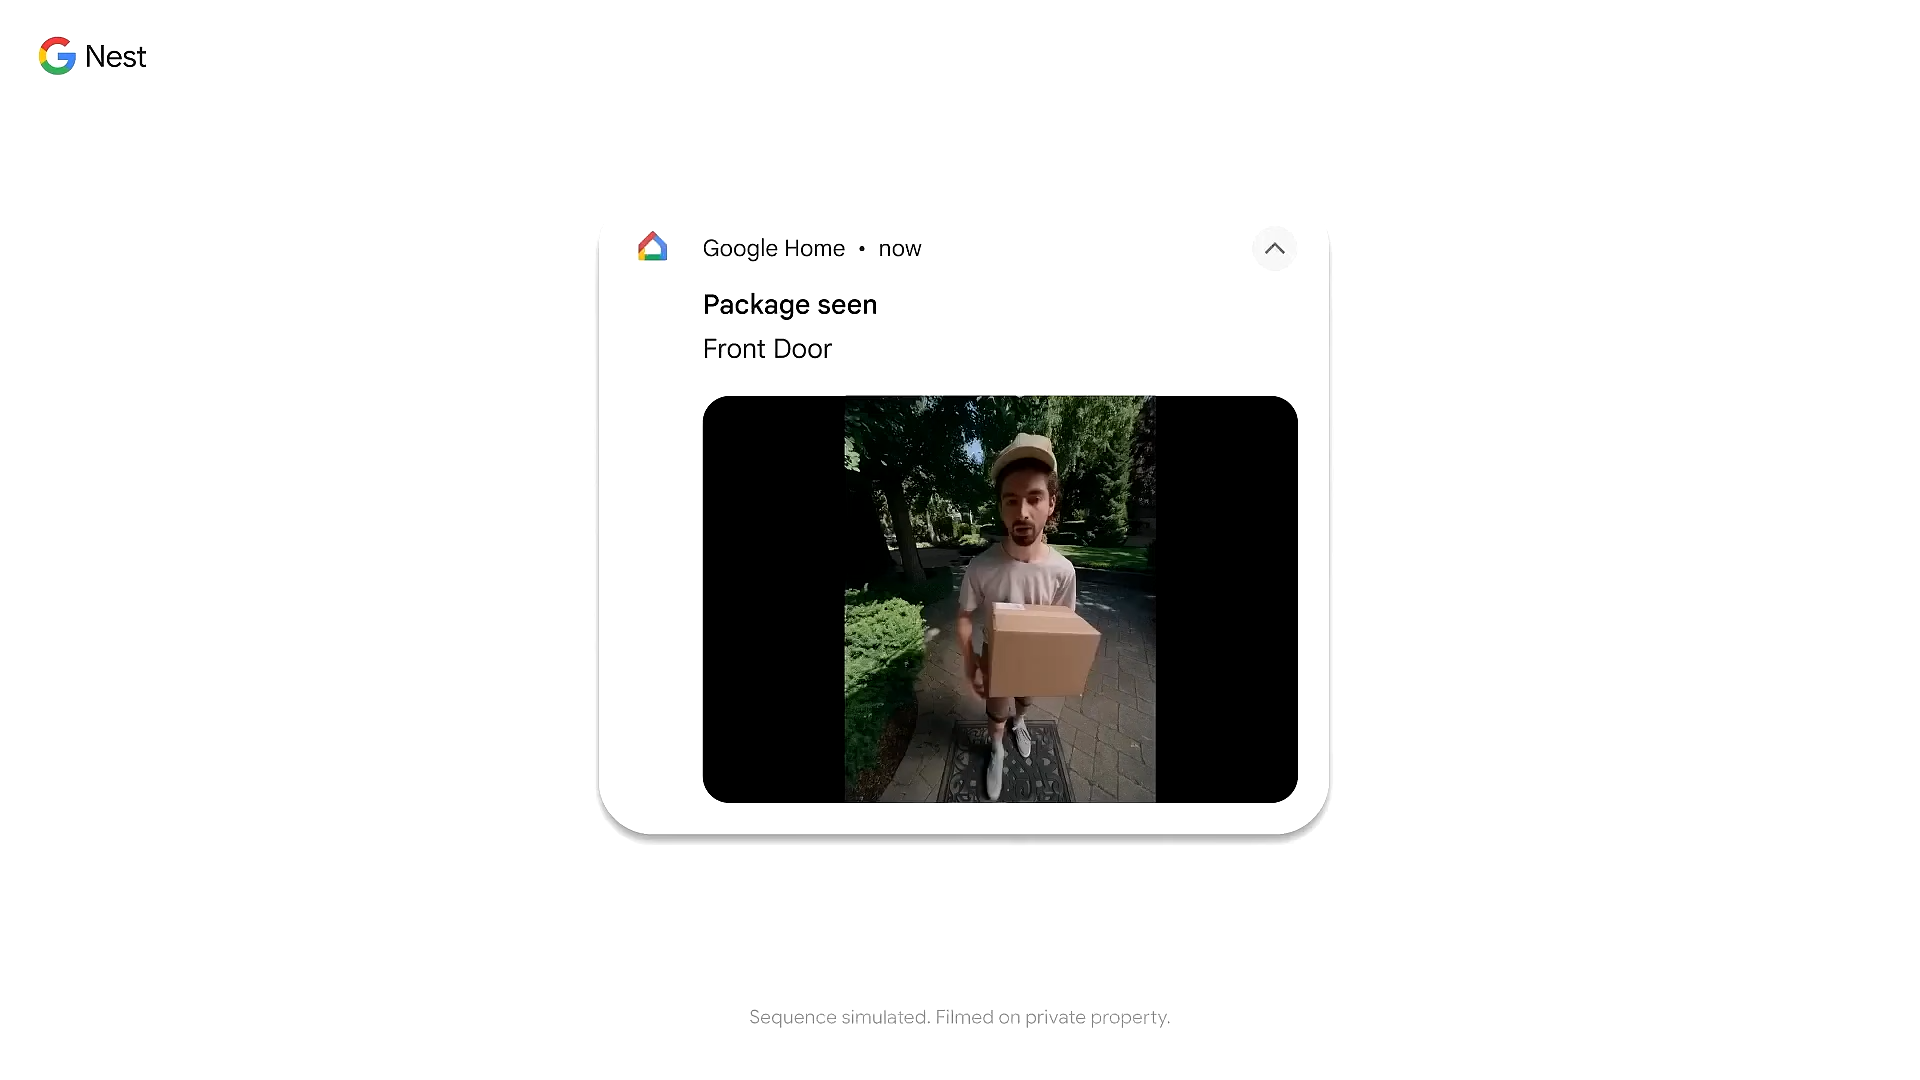 G Nest
Google Home • now
Package seen
Front Door
Sequence simulated. Filmed on private property.